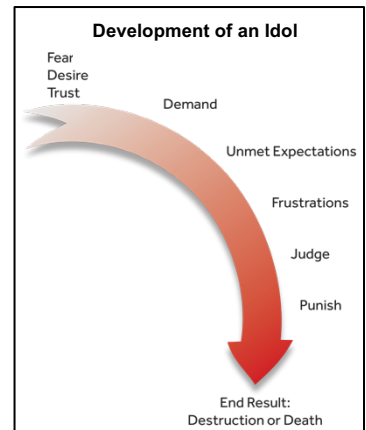 Development of an Idol
Fear
Desire
Trust
Demand
Unmet Expectations
Frustrations
Judge
Punish
End Result:
Destruction or Death